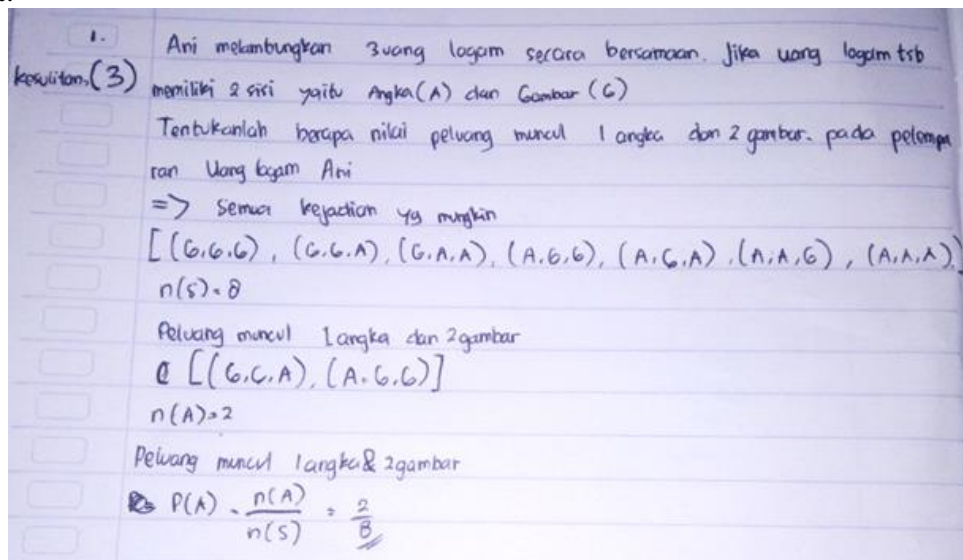 1. Ani melambungkan 3 uang logam secara bersamaan. Jika uang logam tsb
kesulitan, (3) memiliki 2 sisi yaitu Angka (A) dan Gambar (G)
Tentukanlah berapa nilai peluang muncul 1 angka dan 2 gambar. pada pelempa
ran Uang logam Ani
=> Semua kejadian yg mungkin
[(G,G,G), (G,G,A), (G,A,A), (A,G,G), (A,G,A), (A,A,G), (A,A,A)]
n(S) = 8
Peluang muncul 1 angka dan 2 gambar
[(G,G,A), (A,G,G)]
n(A) = 2
Peluang muncul 1 angka & 2 gambar
P(A) = n(A)/n(S) = 2/8